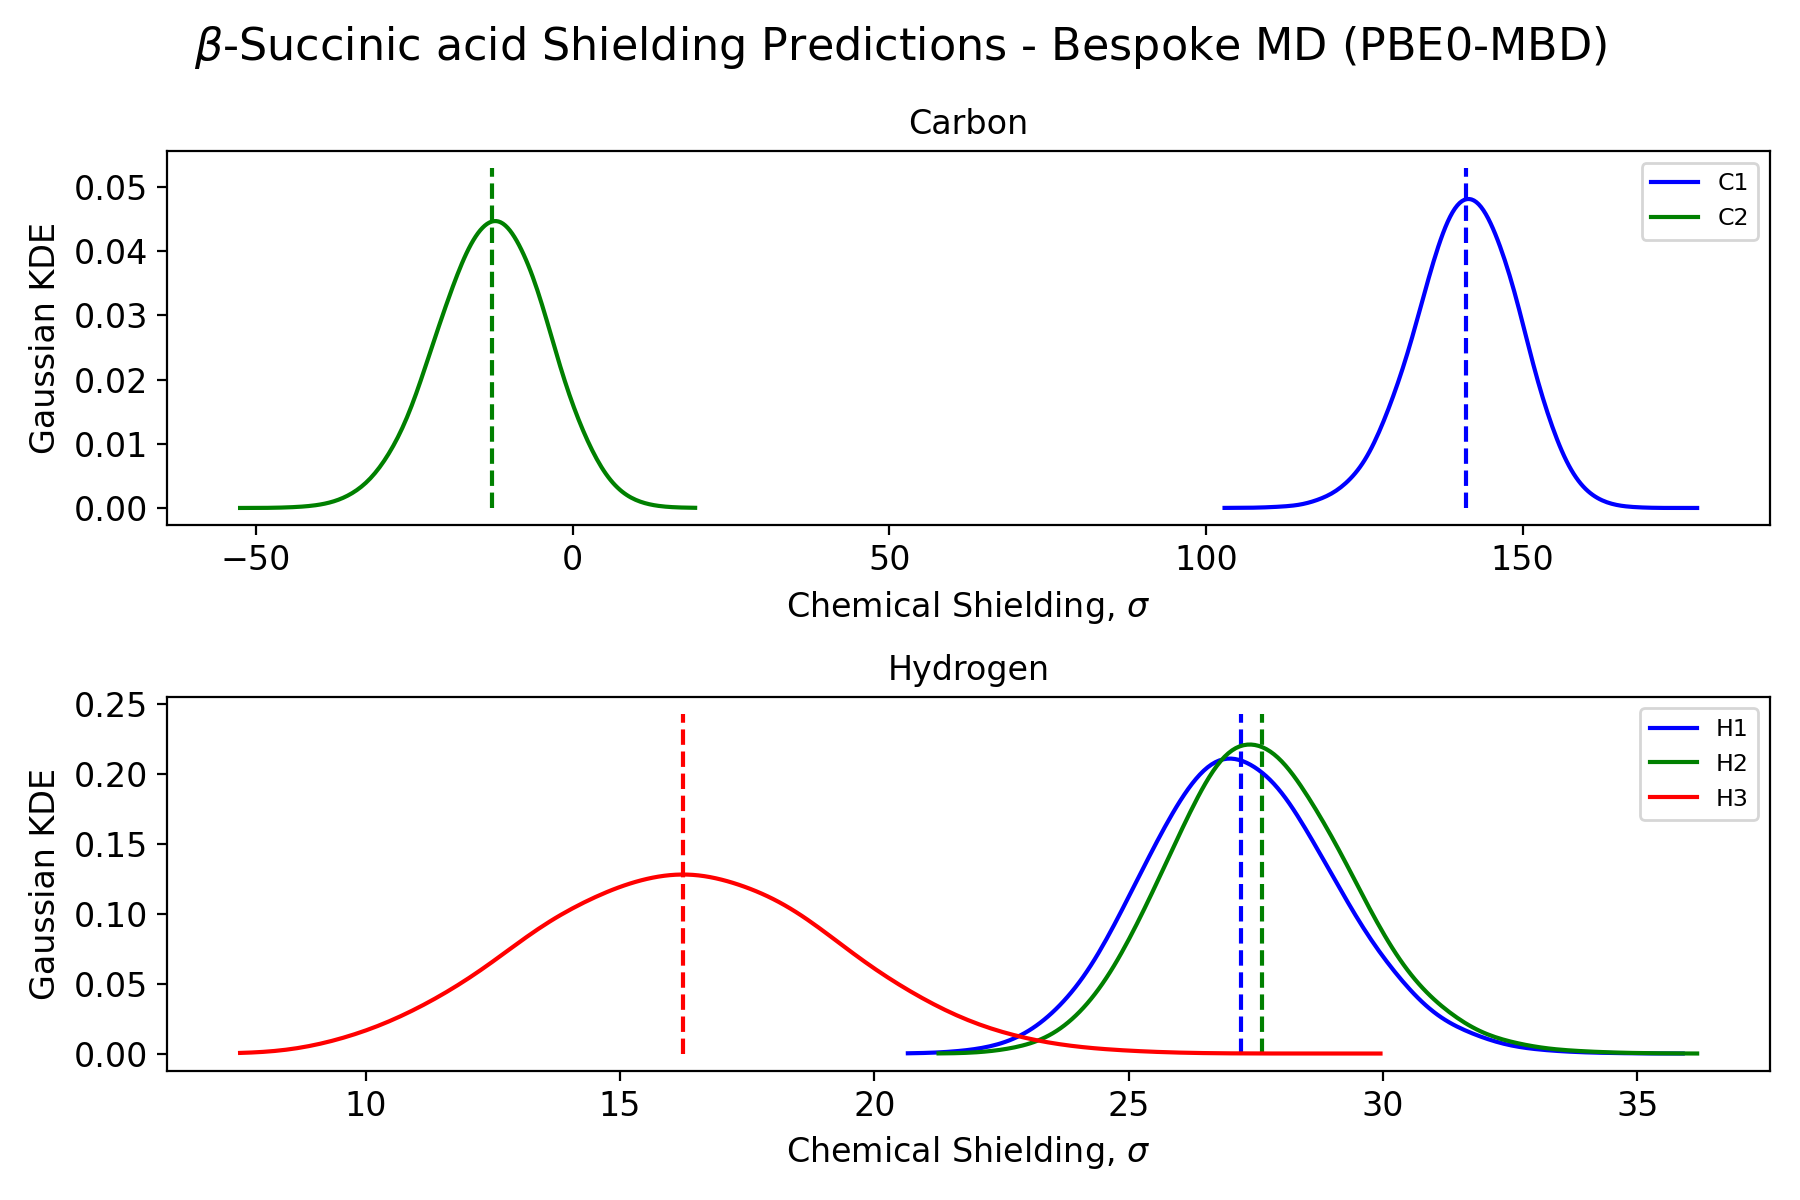 β-Succinic acid Shielding Predictions - Bespoke MD (PBE0-MBD)
Carbon
Gaussian KDE
0.05
0.04
0.03
0.02
0.01
0.00
C1
C2
−50 0 50 100 150
Chemical Shielding, σ
Hydrogen
Gaussian KDE
0.25
0.20
0.15
0.10
0.05
0.00
H1
H2
H3
10 15 20 25 30 35
Chemical Shielding, σ